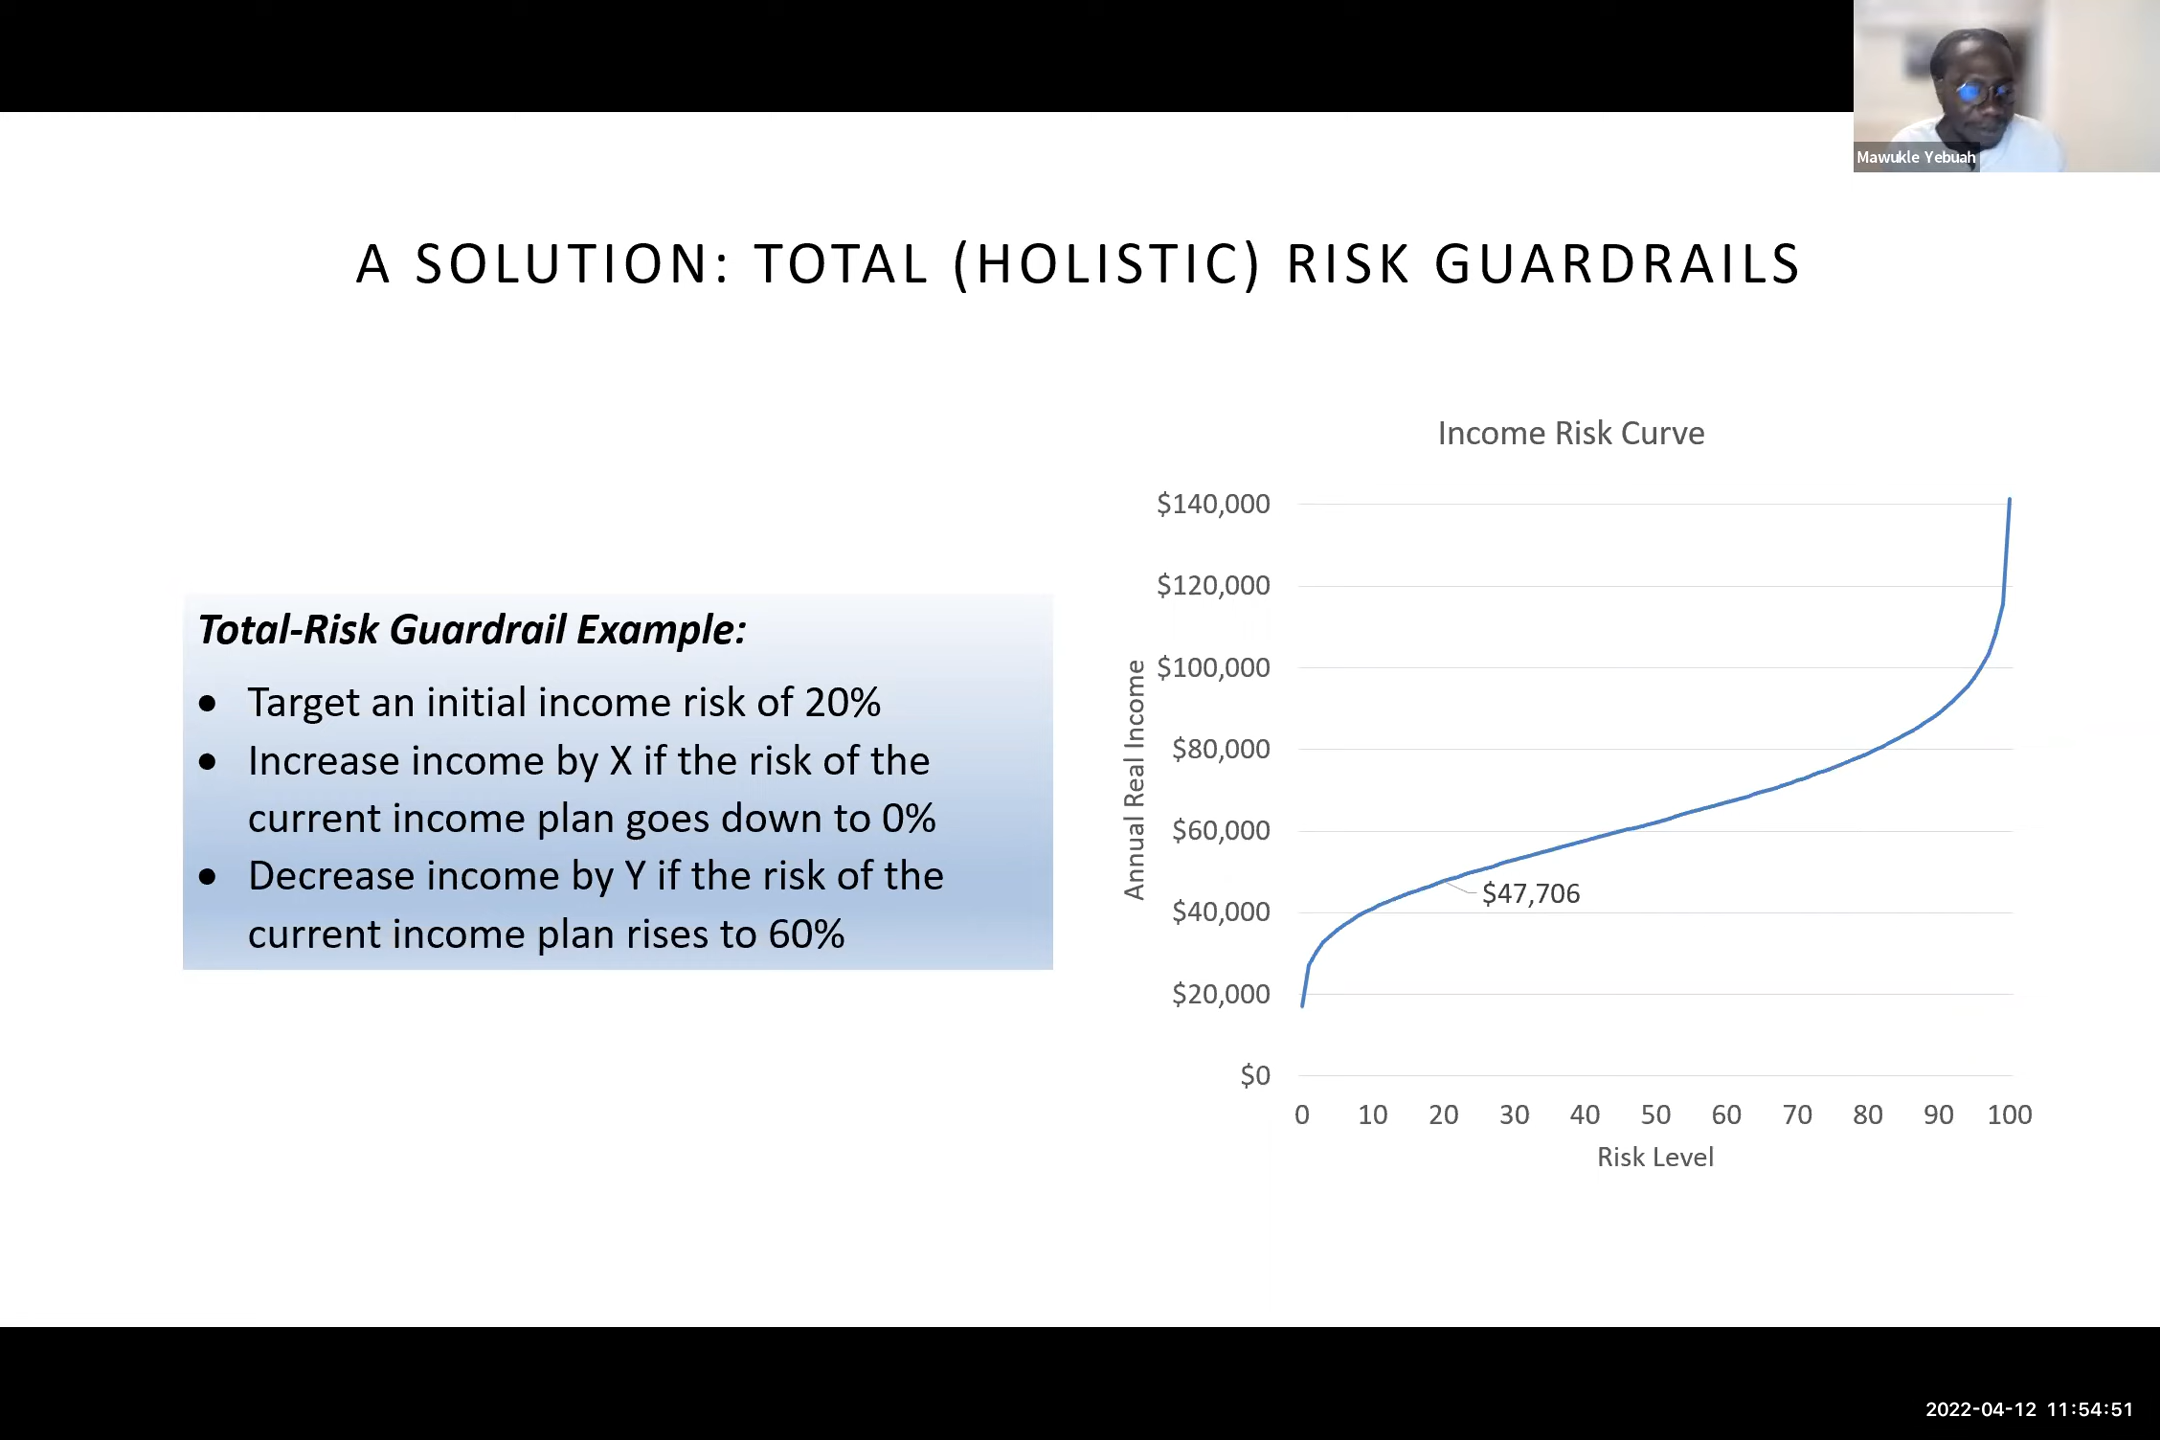 Mawukle Yebuah
A SOLUTION: TOTAL (HOLISTIC) RISK GUARDRAILS
Total-Risk Guardrail Example:
• Target an initial income risk of 20%
• Increase income by X if the risk of the
current income plan goes down to 0%
• Decrease income by Y if the risk of the
current income plan rises to 60%
Income Risk Curve
Annual Real Income
$140,000
$120,000
$100,000
$80,000
$60,000
$40,000
$20,000
$0
$47,706
0 10 20 30 40 50 60 70 80 90 100
Risk Level
2022-04-12 11:54:51